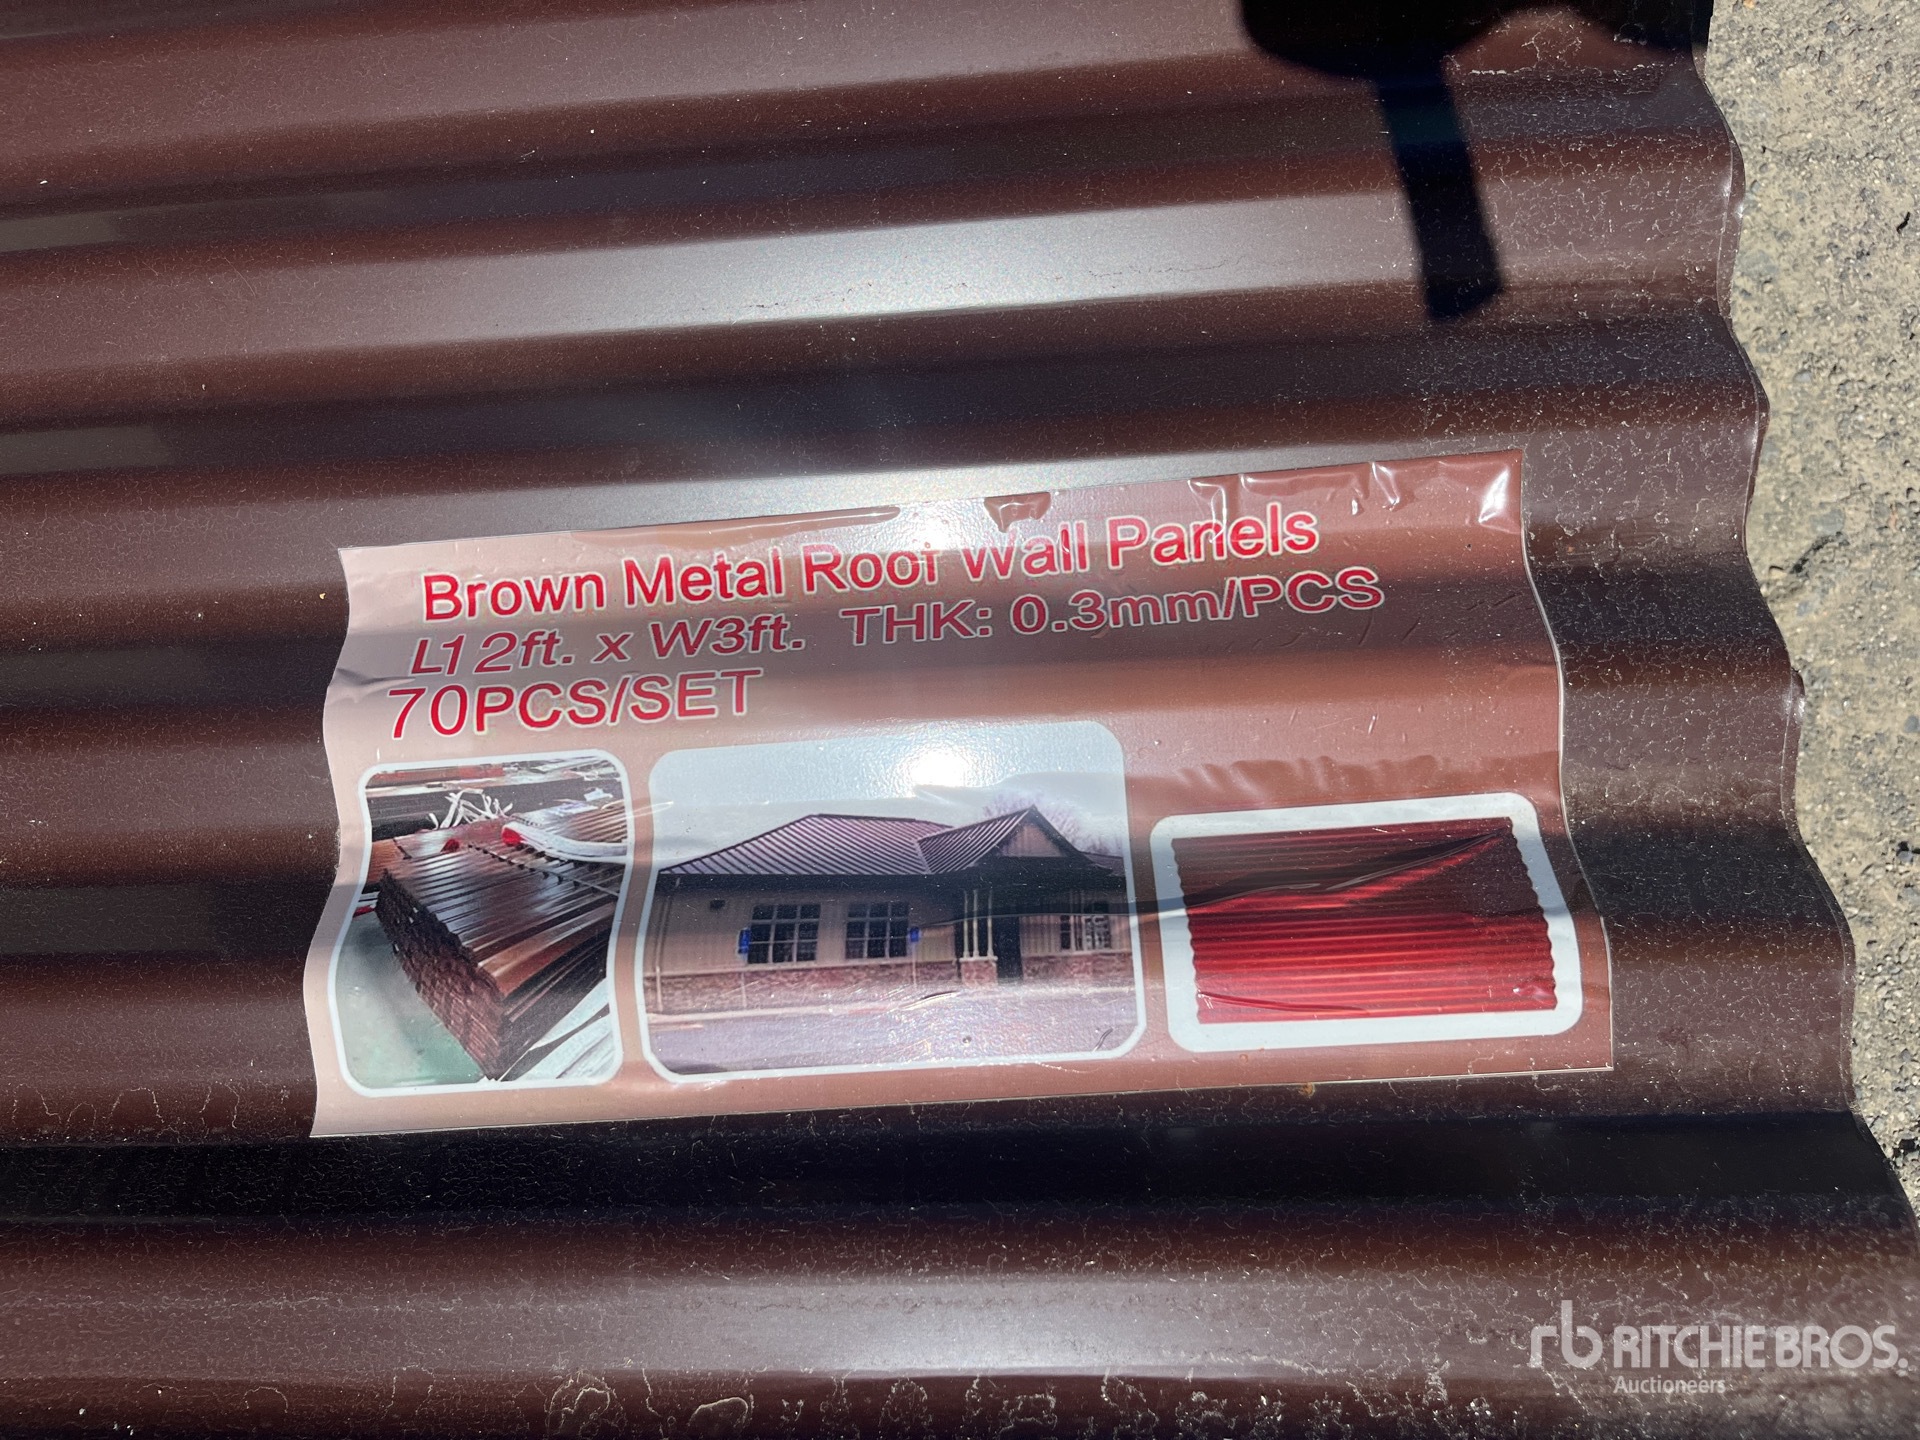 Brown Metal Roof Wall Panels
L12ft. x W3ft. THK: 0.3mm/PCS
70PCS/SET
rb RITCHIE BROS.
Auctioneers